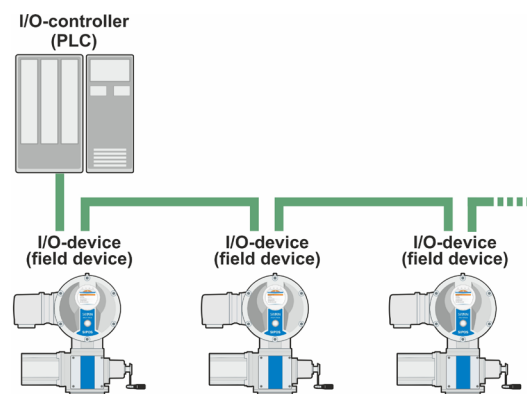 I/O-controller
(PLC)
I/O-device
(field device)
I/O-device
(field device)
I/O-device
(field device)